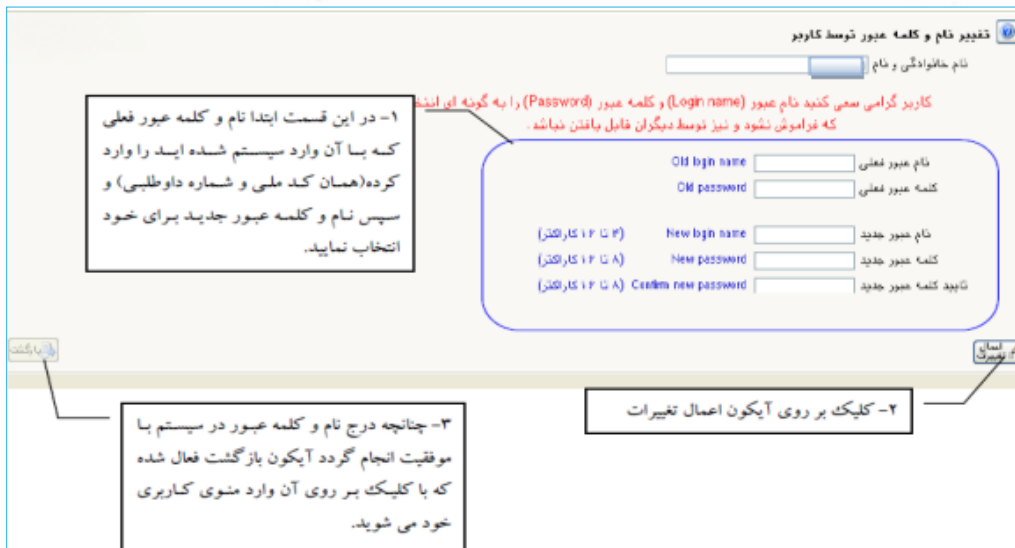 تغییر نام و کلمه عبور توسط کاربر
نام خانوادگی و نام
کاربر گرامی سعی کنید نام عبور (Login name) و کلمه عبور (Password) را به گونه ای
که فراموش نشود و نیز توسط دیگران قابل یافتن نباشد .
۱- در این قسمت ابتدا نام و کلمه عبور فعلی
که با آن وارد سیستم شده اید را وارد
کرده(همان کد ملی و شماره داوطلبی) و
سپس نام و کلمه عبور جدید برای خود
انتخاب نمایید.
نام عبور فعلی Old login name
کلمه عبور فعلی Old password
نام عبور جدید New login name (۳ تا ۱۲ کاراکتر)
کلمه عبور جدید New password (۸ تا ۱۲ کاراکتر)
تایید کلمه عبور جدید Confirm new password (۸ تا ۱۲ کاراکتر)
اعمال تغییرات
بازگشت
۲- کلیک بر روی آیکون اعمال تغییرات
۳- چنانچه درج نام و کلمه عبور در سیستم با
موفقیت انجام گردد آیکون بازگشت فعال شده
که با کلیک بر روی آن وارد منوی کاربری
خود می شوید.